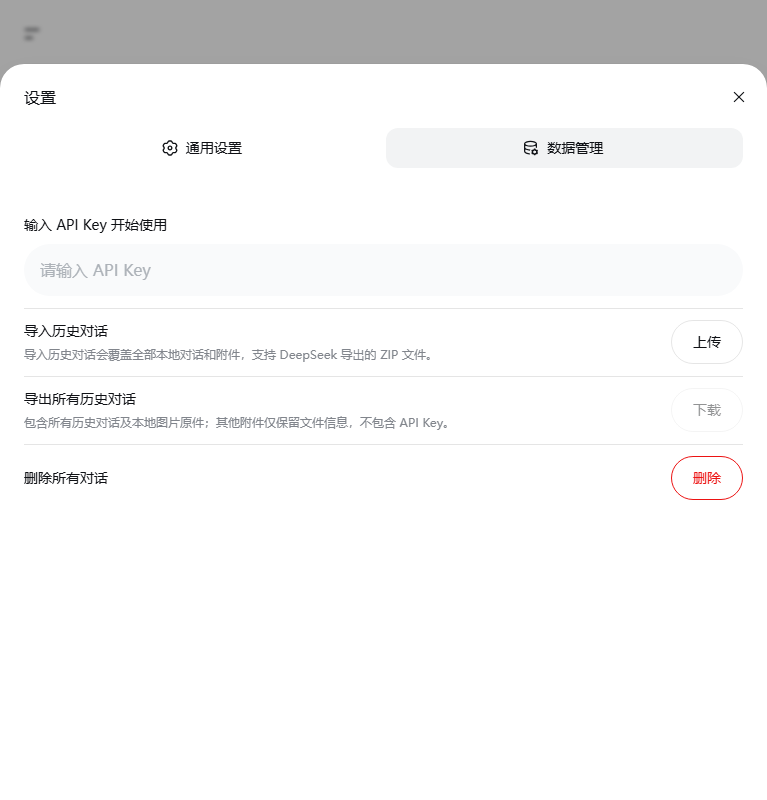 设置
通用设置
数据管理
输入 API Key 开始使用
请输入 API Key
导入历史对话
导入历史对话会覆盖全部本地对话和附件，支持 DeepSeek 导出的 ZIP 文件。
上传
导出所有历史对话
包含所有历史对话及本地图片原件；其他附件仅保留文件信息，不包含 API Key。
下载
删除所有对话
删除